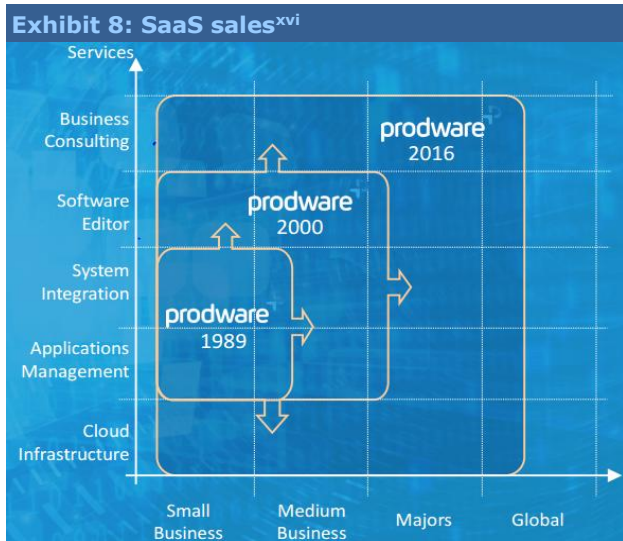 Exhibit 8: SaaS sales^xvi
Services
Business
Consulting
prodware
2016
Software
Editor
prodware
2000
System
Integration
prodware
1989
Applications
Management
Cloud
Infrastructure
Small
Business
Medium
Business
Majors
Global